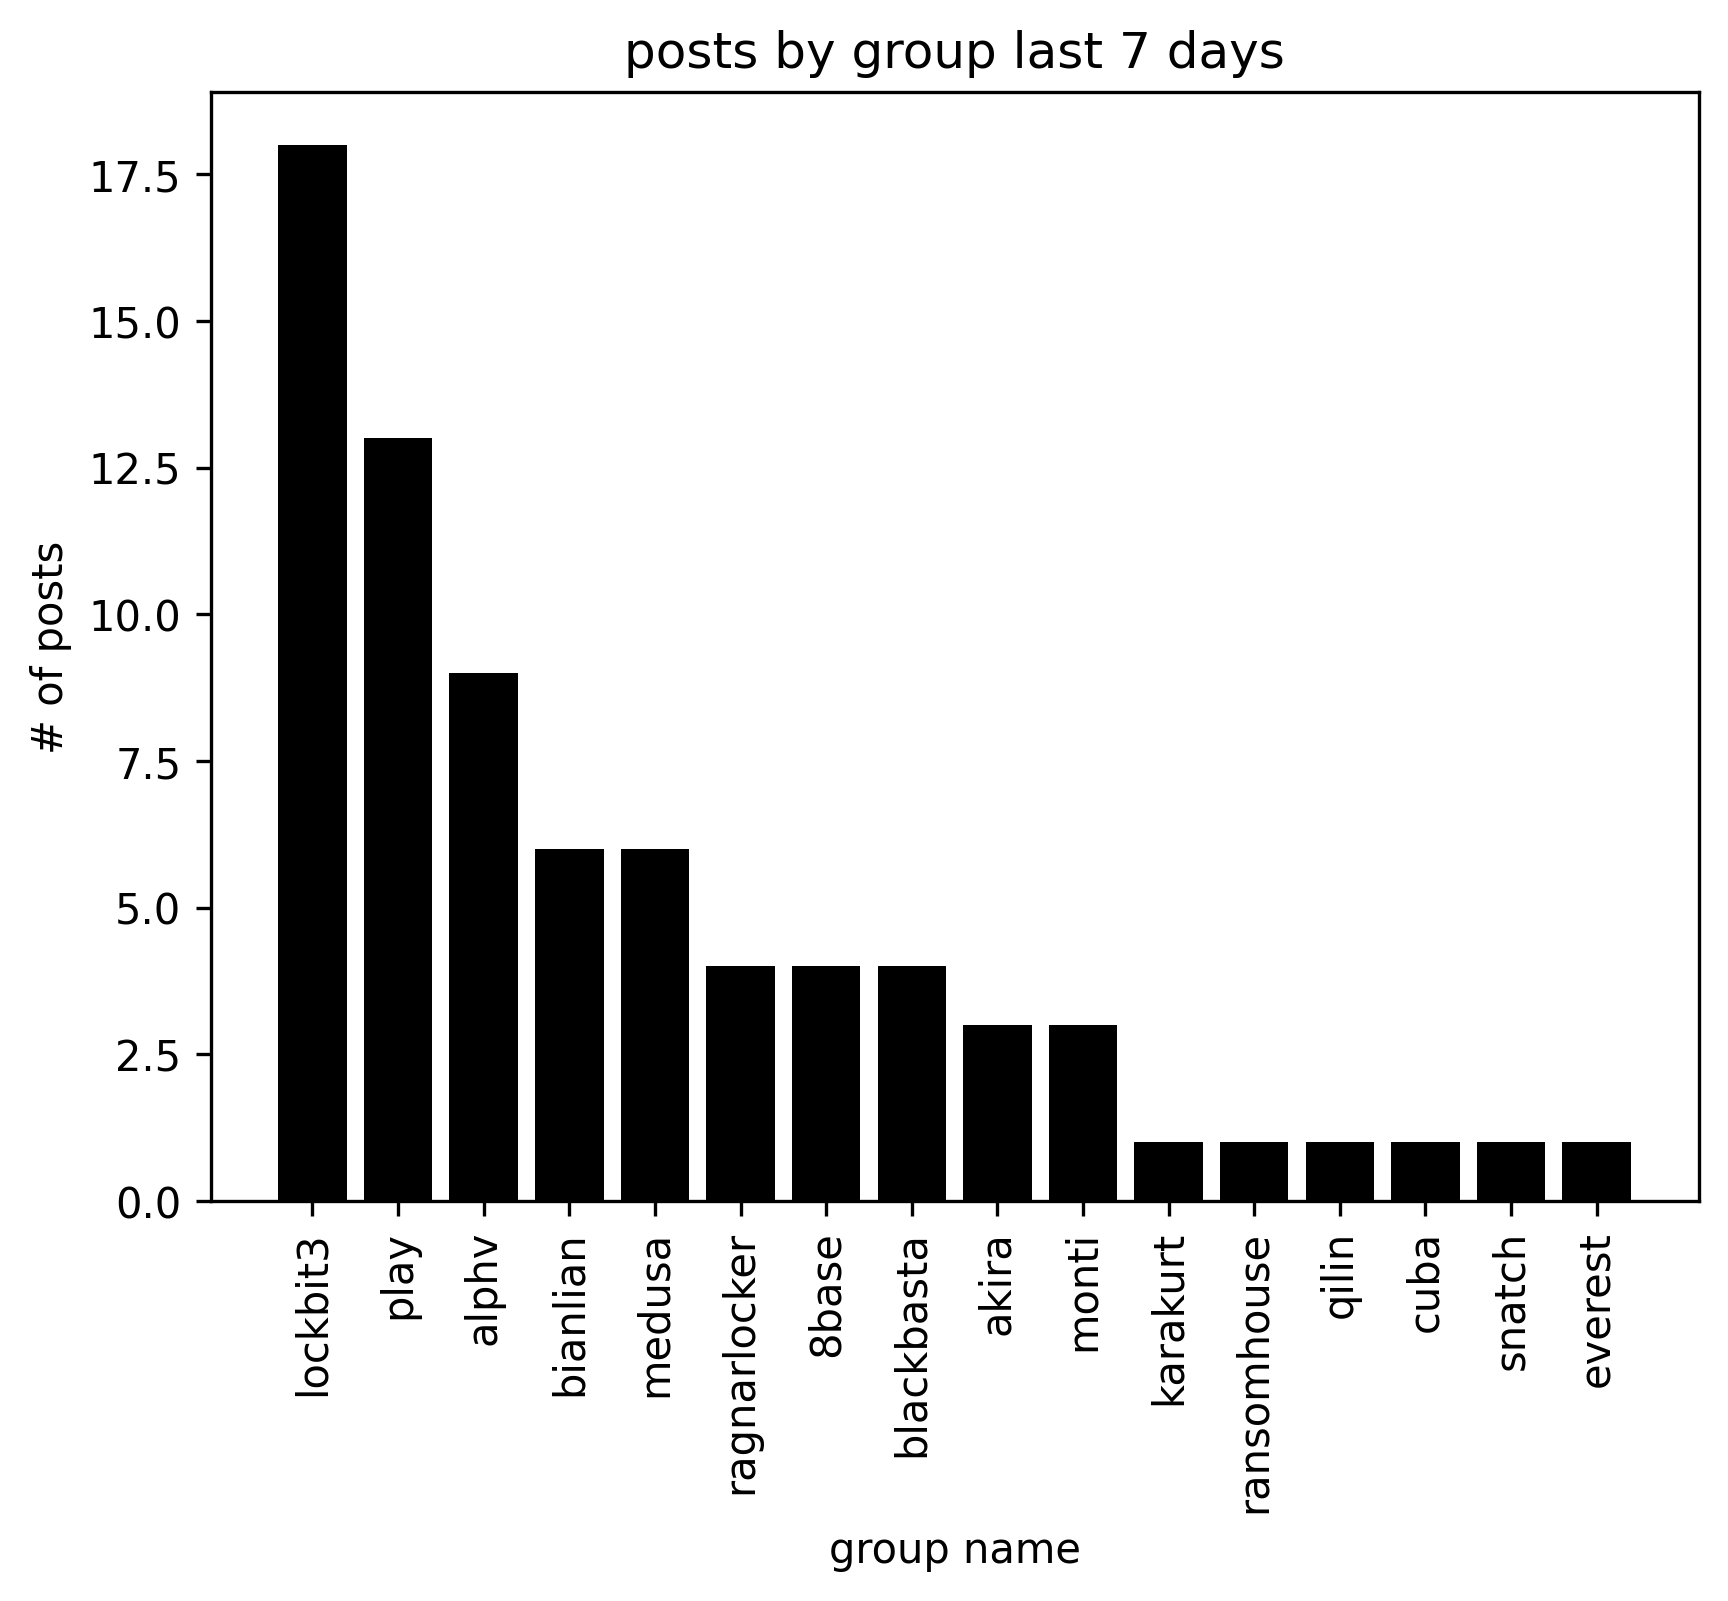 posts by group last 7 days
# of posts
17.5
15.0
12.5
10.0
7.5
5.0
2.5
0.0
lockbit3
play
alphv
bianlian
medusa
ragnarlocker
8base
blackbasta
akira
monti
karakurt
ransomhouse
qilin
cuba
snatch
everest
group name